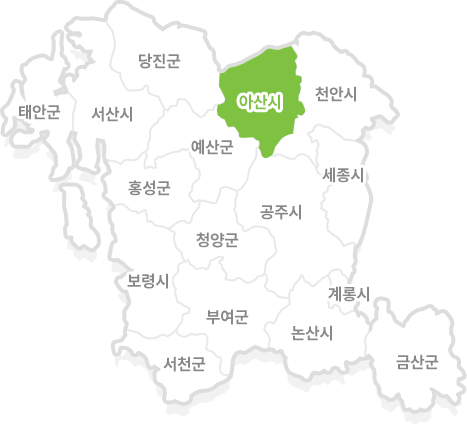 당진군
아산시
천안시
태안군
서산시
예산군
세종시
홍성군
공주시
청양군
보령시
계룡시
부여군
논산시
서천군
금산군